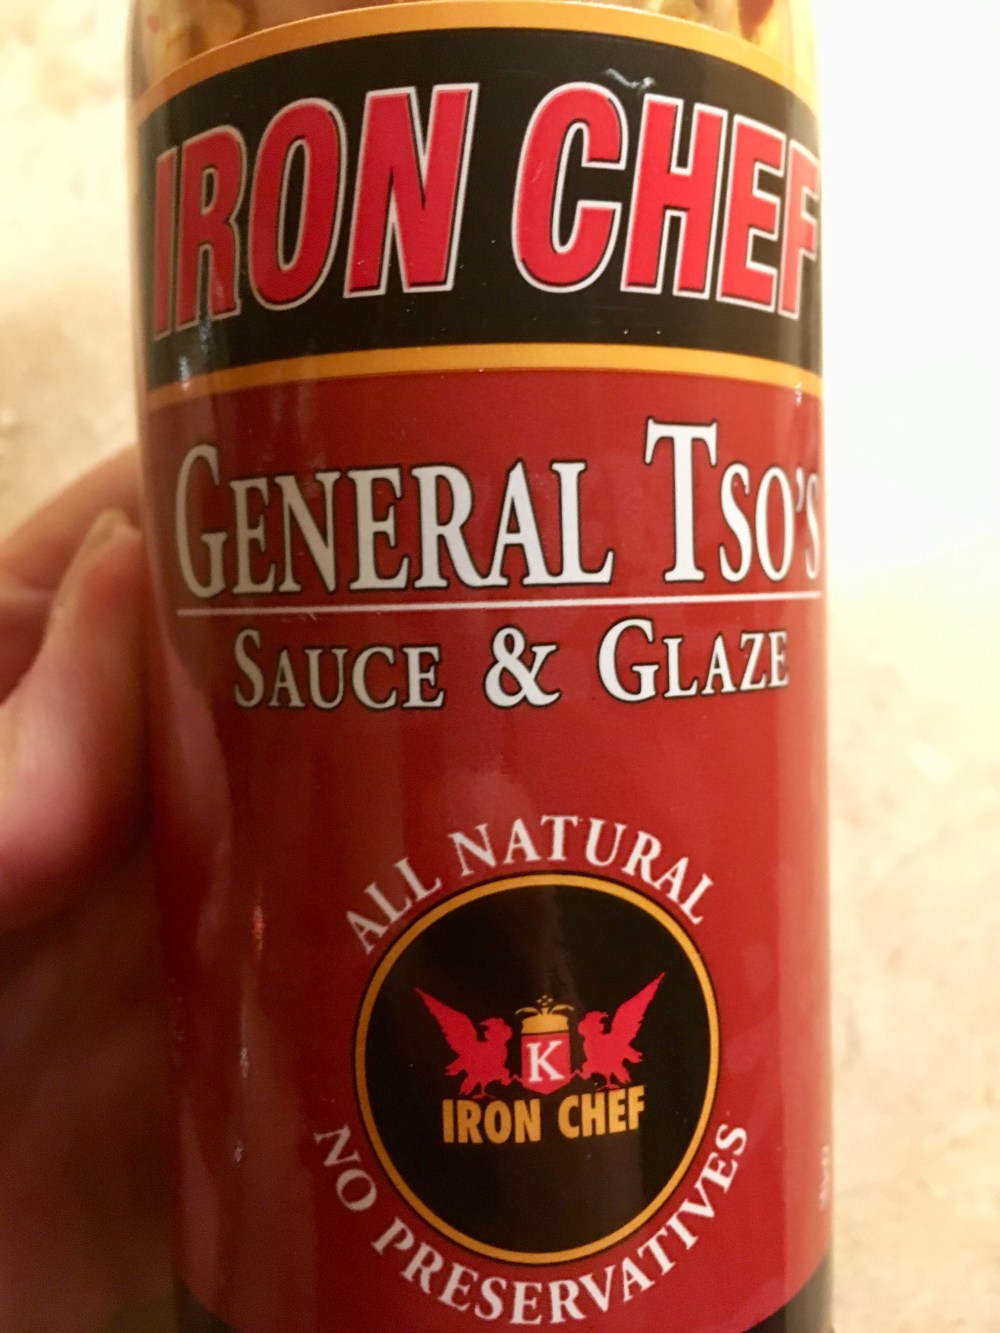 IRON CHEF
GENERAL TSO'S
SAUCE & GLAZE
ALL NATURAL
K
IRON CHEF
NO PRESERVATIVES